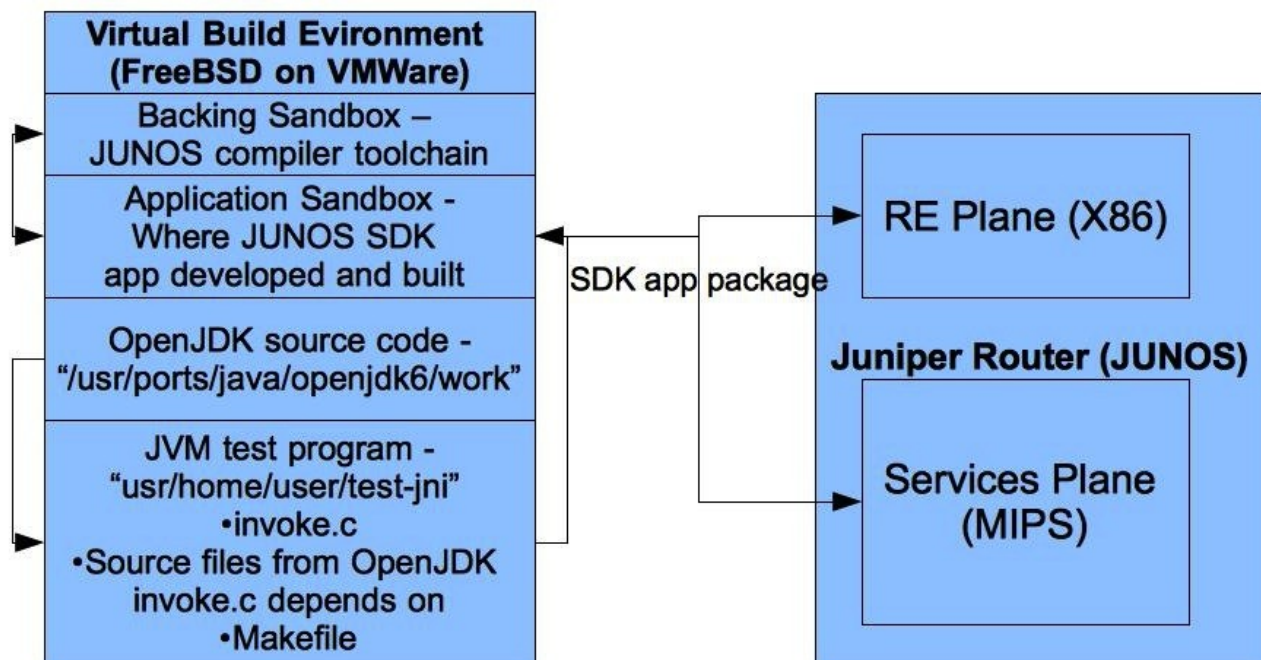 Virtual Build Evironment
(FreeBSD on VMWare)
Backing Sandbox –
JUNOS compiler toolchain
Application Sandbox -
Where JUNOS SDK
app developed and built
OpenJDK source code -
“/usr/ports/java/openjdk6/work”
JVM test program -
“usr/home/user/test-jni”
•invoke.c
•Source files from OpenJDK
invoke.c depends on
•Makefile
SDK app package
RE Plane (X86)
Juniper Router (JUNOS)
Services Plane
(MIPS)